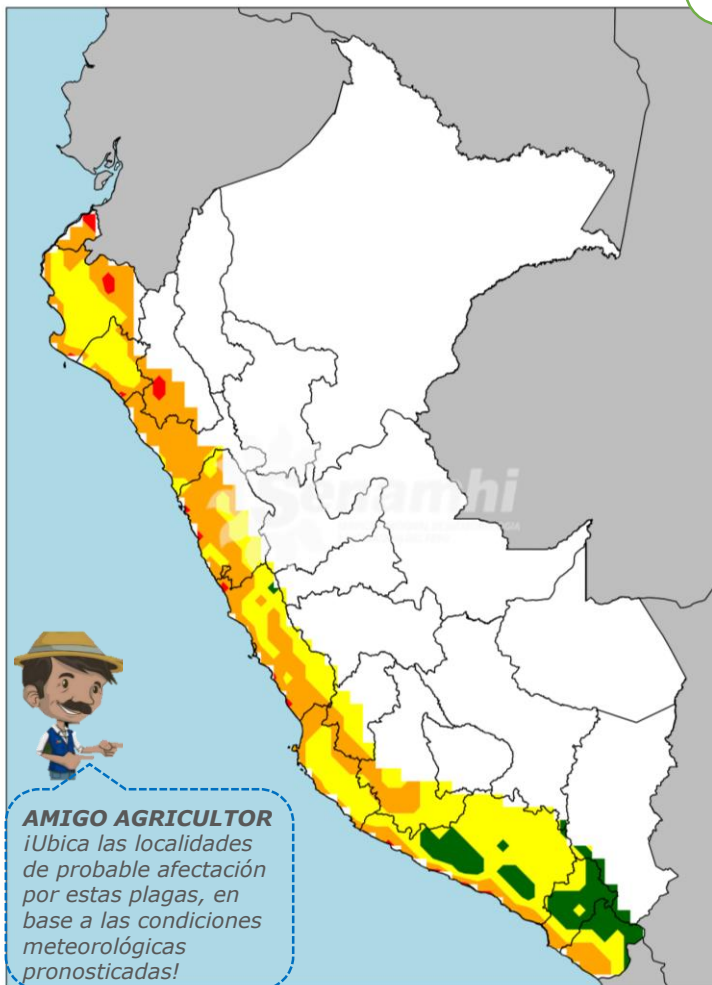 Senamhi
AMIGO AGRICULTOR
¡Ubica las localidades
de probable afectación
por estas plagas, en
base a las condiciones
meteorológicas
pronosticadas!